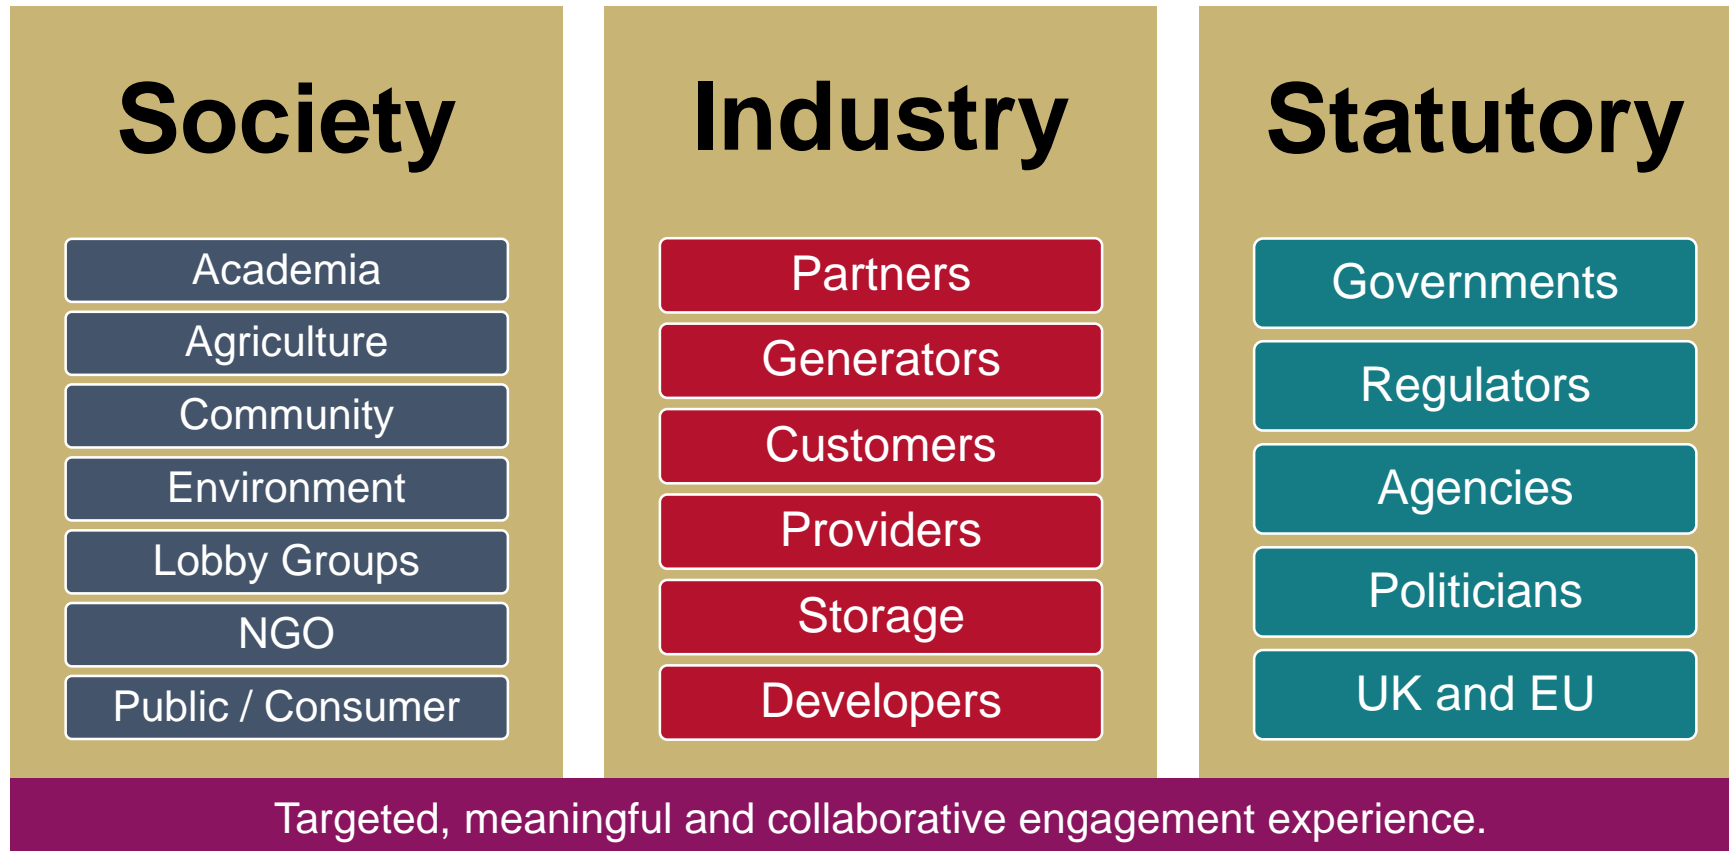 Society
Academia
Agriculture
Community
Environment
Lobby Groups
NGO
Public / Consumer
Industry
Partners
Generators
Customers
Providers
Storage
Developers
Statutory
Governments
Regulators
Agencies
Politicians
UK and EU
Targeted, meaningful and collaborative engagement experience.